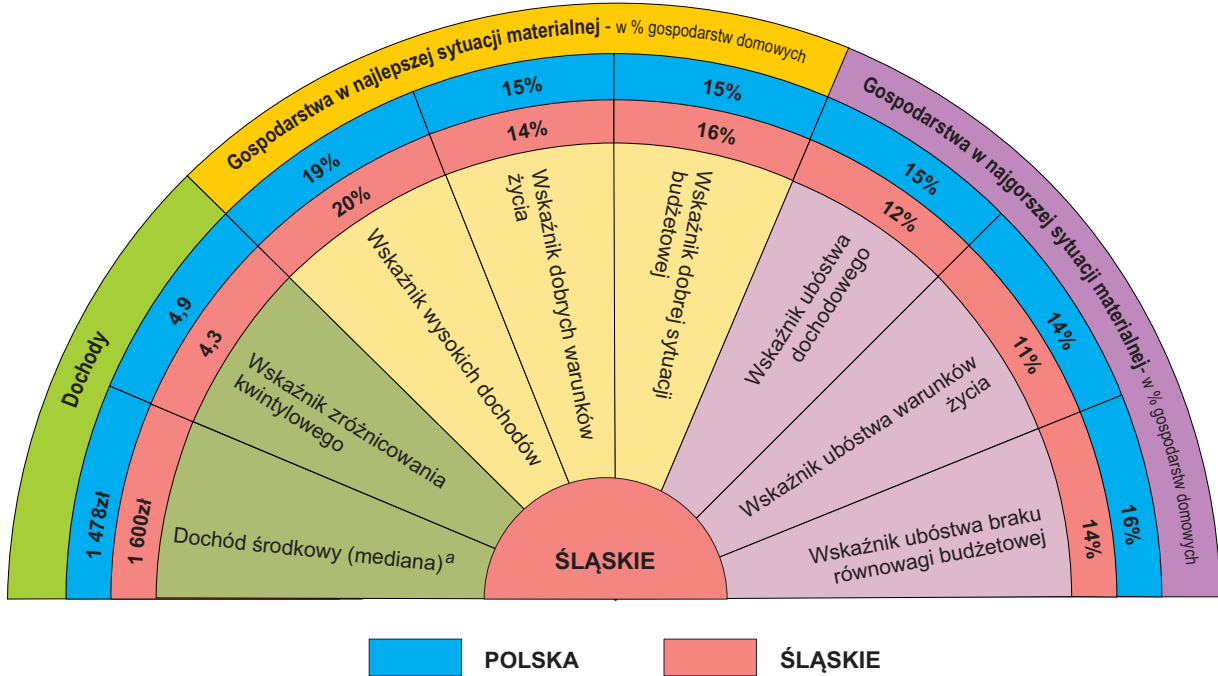 Dochody
Gospodarstwa w najlepszej sytuacji materialnej - w % gospodarstw domowych
Gospodarstwa w najgorszej sytuacji materialnej- w % gospodarstw domowych
1 478zł
4,9
19%
15%
15%
15%
14%
16%
1 600zł
4,3
20%
14%
16%
12%
11%
14%
Dochód środkowy (mediana)ª
Wskaźnik zróżnicowania
kwintylowego
Wskaźnik wysokich dochodów
Wskaźnik dobrych warunków
życia
Wskaźnik dobrej sytuacji
budżetowej
Wskaźnik ubóstwa
dochodowego
Wskaźnik ubóstwa warunków
życia
Wskaźnik ubóstwa braku
równowagi budżetowej
ŚLĄSKIE
POLSKA
ŚLĄSKIE